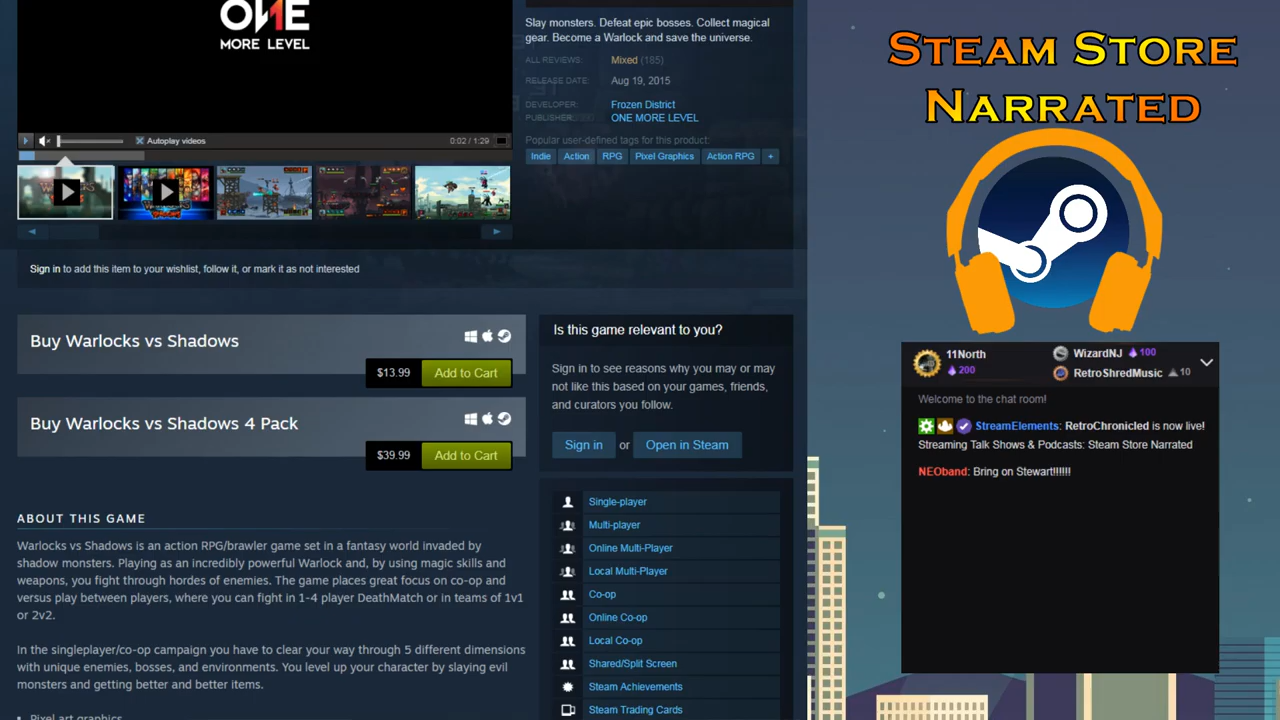 ONE
MORE LEVEL
Autoplay videos
0:02 / 1:29
Slay monsters. Defeat epic bosses. Collect magical
gear. Become a Warlock and save the universe.
ALL REVIEWS: Mixed (185)
RELEASE DATE: Aug 19, 2015
DEVELOPER: Frozen District
PUBLISHER: ONE MORE LEVEL
Popular user-defined tags for this product:
Indie Action RPG Pixel Graphics Action RPG +
Sign in to add this item to your wishlist, follow it, or mark it as not interested
Buy Warlocks vs Shadows
$13.99 Add to Cart
Buy Warlocks vs Shadows 4 Pack
$39.99 Add to Cart
ABOUT THIS GAME
Warlocks vs Shadows is an action RPG/brawler game set in a fantasy world invaded by
shadow monsters. Playing as an incredibly powerful Warlock and, by using magic skills and
weapons, you fight through hordes of enemies. The game places great focus on co-op and
versus play between players, where you can fight in 1-4 player DeathMatch or in teams of 1v1
or 2v2.
In the singleplayer/co-op campaign you have to clear your way through 5 different dimensions
with unique enemies, bosses, and environments. You level up your character by slaying evil
monsters and getting better and better items.
Pixel art graphics
Is this game relevant to you?
Sign in to see reasons why you may or may
not like this based on your games, friends,
and curators you follow.
Sign in or Open in Steam
Single-player
Multi-player
Online Multi-Player
Local Multi-Player
Co-op
Online Co-op
Local Co-op
Shared/Split Screen
Steam Achievements
Steam Trading Cards
STEAM STORE
NARRATED
11North
200
WizardNJ 100
RetroShredMusic 10
Welcome to the chat room!
StreamElements: RetroChronicled is now live!
Streaming Talk Shows & Podcasts: Steam Store Narrated
NEOband: Bring on Stewart!!!!!!